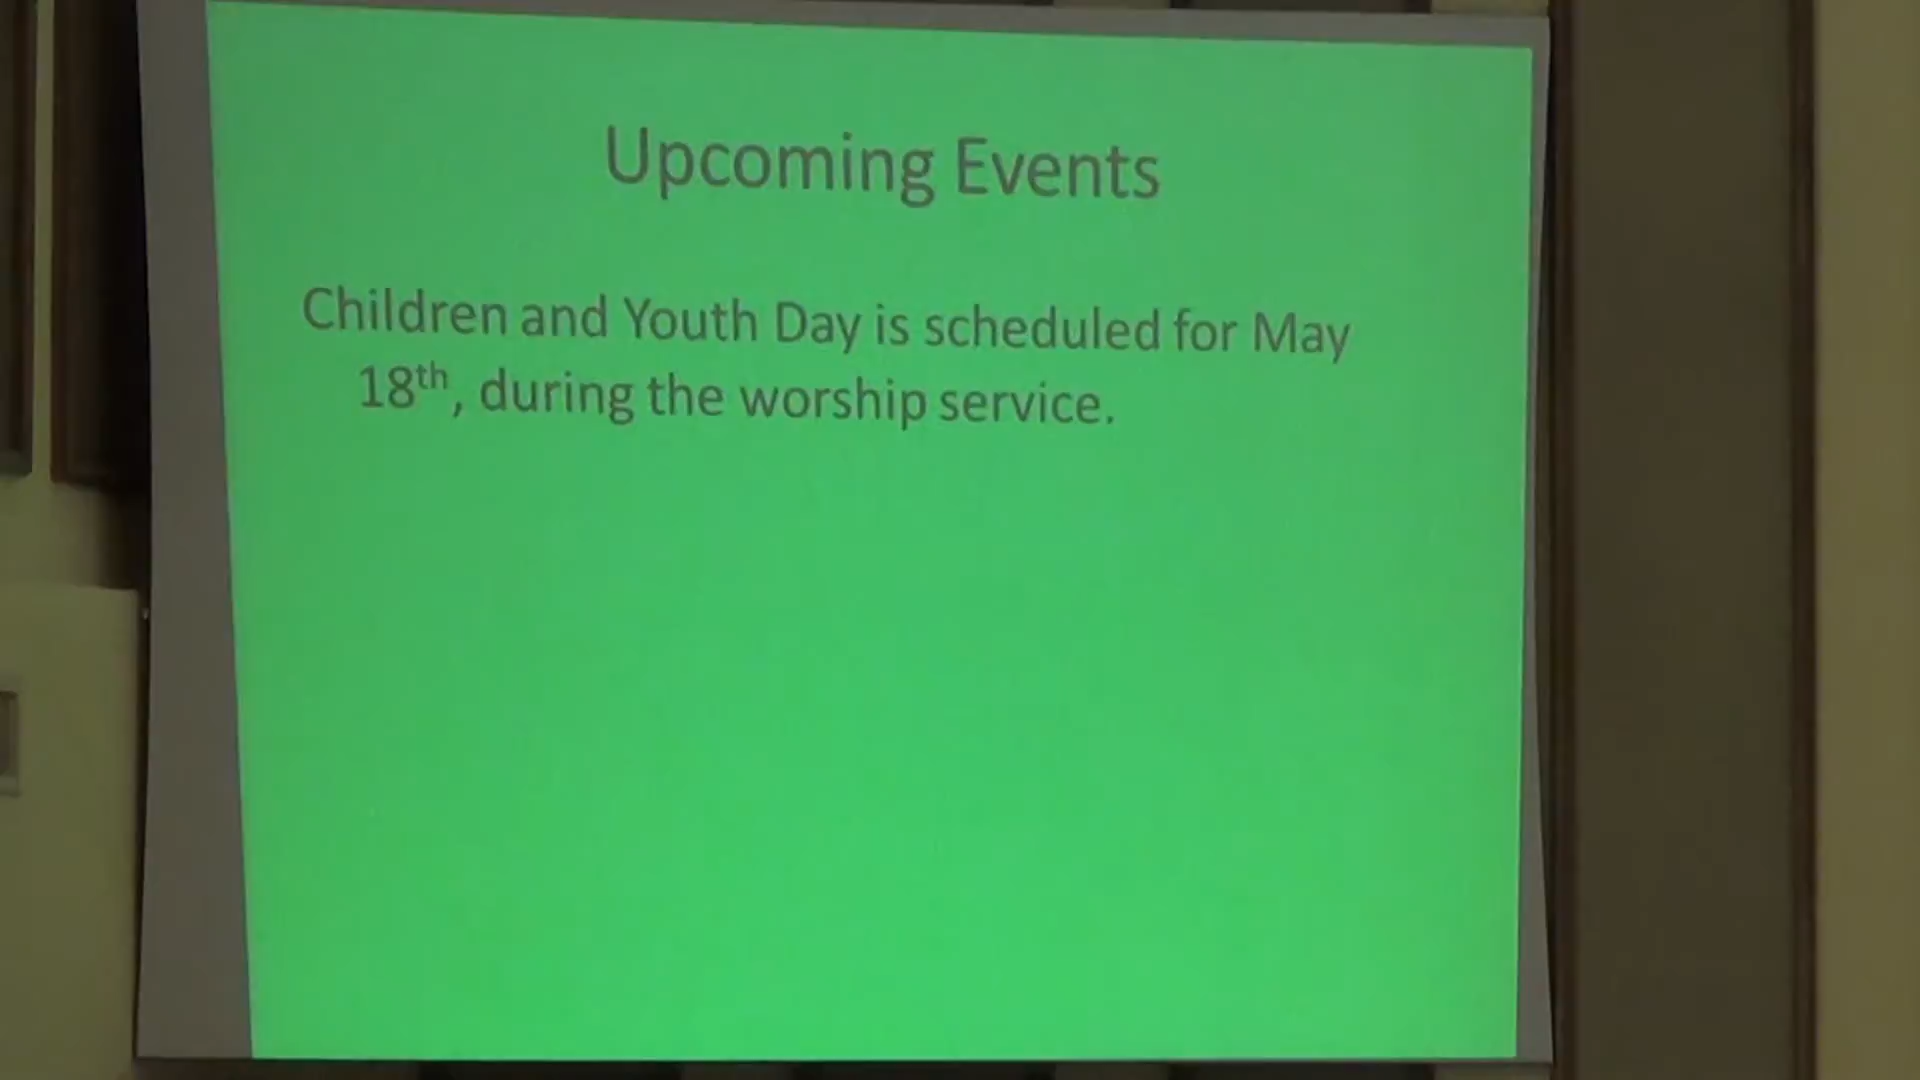 Upcoming Events
Children and Youth Day is scheduled for May
18th, during the worship service.